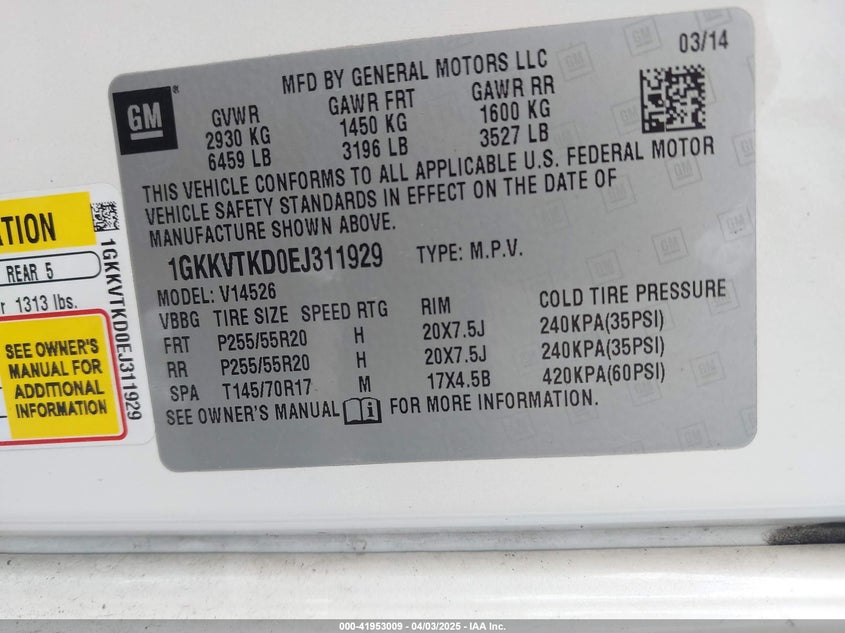 03/14
MFD BY GENERAL MOTORS LLC
GM
GVWR GAWR FRT GAWR RR
2930 KG 1450 KG 1600 KG
6459 LB 3196 LB 3527 LB
THIS VEHICLE CONFORMS TO ALL APPLICABLE U.S. FEDERAL MOTOR
VEHICLE SAFETY STANDARDS IN EFFECT ON THE DATE OF
MANUFACTURE SHOWN ABOVE.
1GKKVTKD0EJ311929 TYPE: M.P.V.
MODEL: V14526
VBBG TIRE SIZE SPEED RTG RIM COLD TIRE PRESSURE
FRT P255/55R20 H 20X7.5J 240KPA(35PSI)
RR P255/55R20 H 20X7.5J 240KPA(35PSI)
SPA T145/70R17 M 17X4.5B 420KPA(60PSI)
SEE OWNER'S MANUAL FOR MORE INFORMATION.
REAR 5
1313 lbs.
SEE OWNER'S
MANUAL FOR
ADDITIONAL
INFORMATION
1GKKVTKD0EJ311929
000-41953009 - 04/03/2025 - IAA Inc.